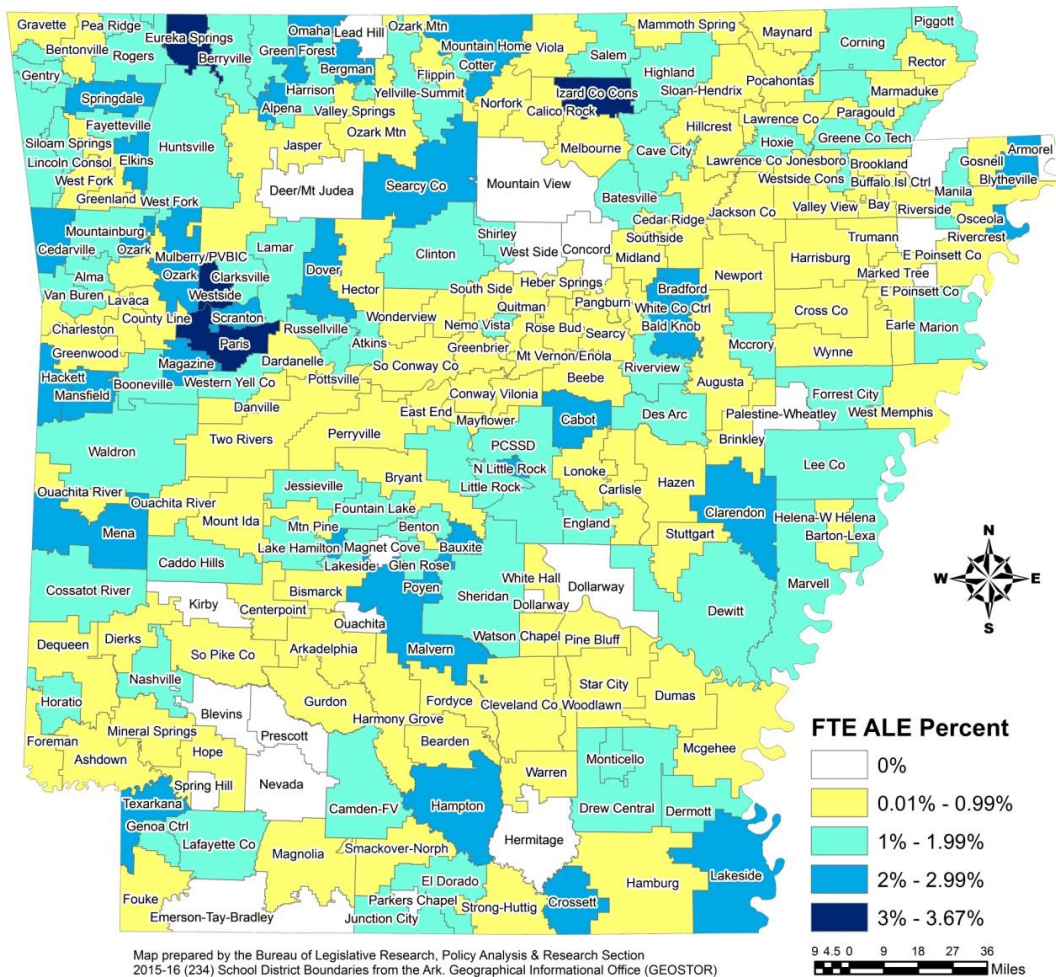 Gravette
Pea Ridge
Eureka Springs
Omaha
Lead Hill
Ozark Mtn
Mammoth Spring
Maynard
Corning
Piggott
Bentonville
Rogers
Berryville
Green Forest
Bergman
Mountain Home
Viola
Salem
Rector
Gentry
Cotter
Highland
Pocahontas
Springdale
Harrison
Flippin
Yellville-Summit
Izard Co Cons
Sloan-Hendrix
Marmaduke
Alpena
Valley Springs
Norfork
Calico Rock
Lawrence Co
Paragould
Fayetteville
Huntsville
Ozark Mtn
Hillcrest
Hoxie
Greene Co Tech
Siloam Springs
Jasper
Melbourne
Cave City
Armorel
Lincoln Consol
Elkins
Lawrence Co
Jonesboro
Brookland
Gosnell
West Fork
Deer/Mt Judea
Searcy Co
Mountain View
Westside Cons
Buffalo Isl Ctrl
Blytheville
Greenland
West Fork
Batesville
Manila
Cedar Ridge
Jackson Co
Valley View
Bay
Riverside
Osceola
Mountainburg
Shirley
Southside
Trumann
Rivercrest
Cedarville
Ozark
Lamar
Clinton
West Side
Concord
Midland
Harrisburg
E Poinsett Co
Mulberry/PVBIC
Dover
Alma
Ozark
Clarksville
Hector
Heber Springs
Newport
Marked Tree
Van Buren
Lavaca
Westside
South Side
Quitman
Pangburn
Bradford
E Poinsett Co
County Line
Scranton
Wonderview
White Co Ctrl
Cross Co
Charleston
Russellville
Nemo Vista
Rose Bud
Searcy
Bald Knob
Earle
Marion
Paris
Atkins
Greenbrier
Mccrory
Greenwood
Dardanelle
Mt Vernon/Enola
Wynne
Magazine
So Conway Co
Riverview
Hackett
Booneville
Western Yell Co
Pottsville
Beebe
Augusta
Mansfield
Danville
Conway
Vilonia
Forrest City
East End
Mayflower
Cabot
Des Arc
Palestine-Wheatley
West Memphis
Two Rivers
Perryville
Brinkley
Waldron
PCSSD
N Little Rock
Lonoke
Hazen
Lee Co
Bryant
Little Rock
Carlisle
Ouachita River
Ouachita River
Jessieville
Fountain Lake
Clarendon
Mena
Mount Ida
Mtn Pine
Benton
England
Helena-W Helena
Stuttgart
Barton-Lexa
Lake Hamilton
Magnet Cove
Bauxite
Caddo Hills
Lakeside
Glen Rose
Marvell
Cossatot River
Bismarck
Poyen
White Hall
Dollarway
Kirby
Centerpoint
Sheridan
Dollarway
Dewitt
Ouachita
Dequeen
Dierks
Watson Chapel
Pine Bluff
So Pike Co
Arkadelphia
Malvern
Nashville
Star City
Horatio
Gurdon
Fordyce
Cleveland Co
Woodlawn
Dumas
Blevins
Harmony Grove
Mineral Springs
Prescott
Foreman
Hope
Bearden
Mcgehee
Ashdown
Monticello
Spring Hill
Nevada
Warren
Texarkana
Camden-FV
Hampton
Drew Central
Dermott
Genoa Ctrl
Lafayette Co
Hermitage
Magnolia
Smackover-Norph
El Dorado
Hamburg
Lakeside
Fouke
Parkers Chapel
Strong-Huttig
Crossett
Emerson-Tay-Bradley
Junction City
N
W
E
S
FTE ALE Percent
0%
0.01% - 0.99%
1% - 1.99%
2% - 2.99%
3% - 3.67%
9 4.5 0 9 18 27 36
Miles
Map prepared by the Bureau of Legislative Research, Policy Analysis & Research Section
2015-16 (234) School District Boundaries from the Ark. Geographical Informational Office (GEOSTOR)